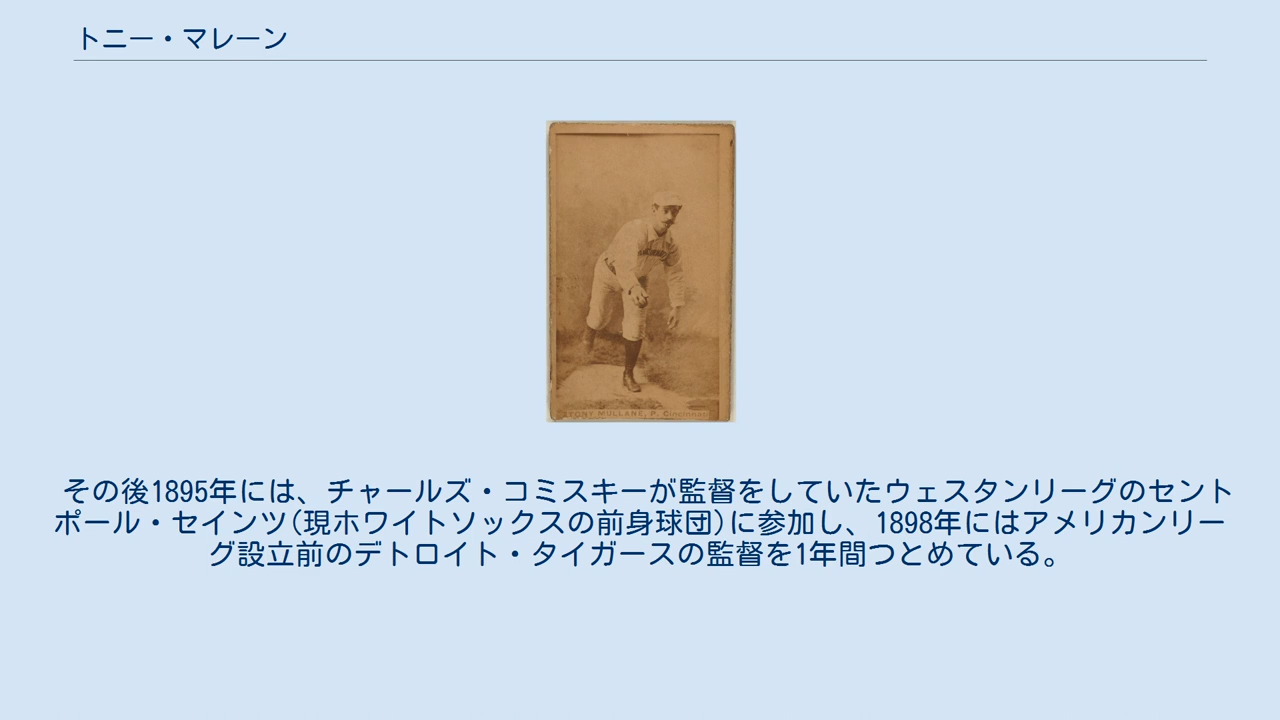 トニー・マレーン
TONY MULLANE, P. Cincinnati
その後1895年には、チャールズ・コミスキーが監督をしていたウェスタンリーグのセント
ポール・セインツ(現ホワイトソックスの前身球団)に参加し、1898年にはアメリカンリー
グ設立前のデトロイト・タイガースの監督を1年間つとめている。